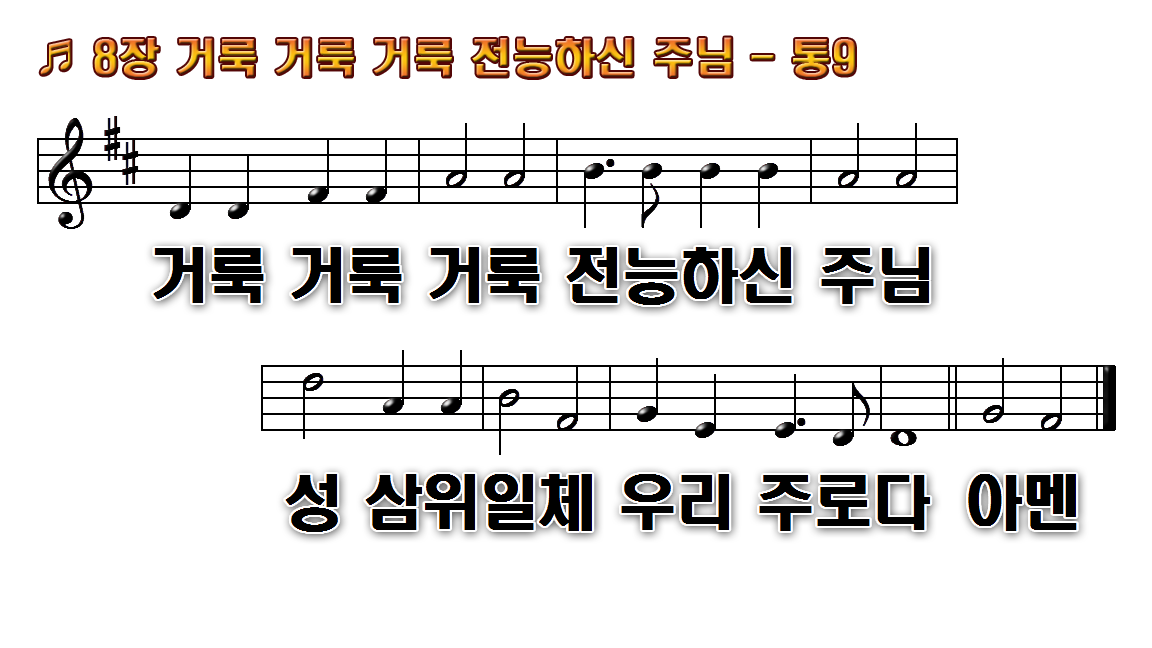 ♬ 8장 거룩 거룩 거룩 전능하신 주님 - 통9
거룩 거룩 거룩 전능하신 주님
성 삼위일체 우리 주로다 아멘